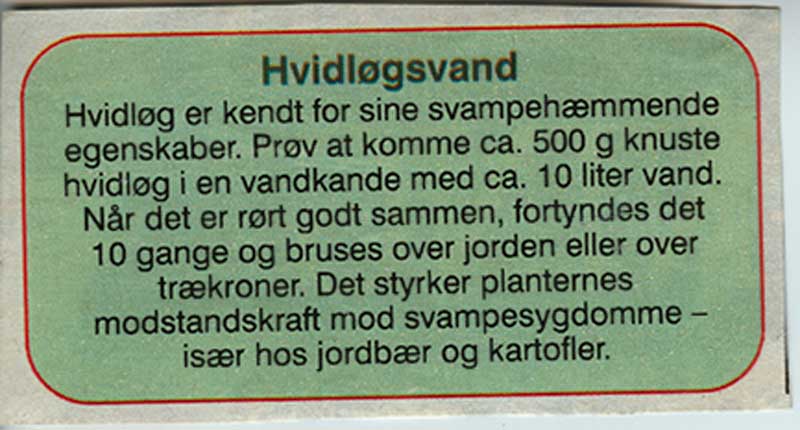 Hvidløgsvand
Hvidløg er kendt for sine svampehæmmende
egenskaber. Prøv at komme ca. 500 g knuste
hvidløg i en vandkande med ca. 10 liter vand.
Når det er rørt godt sammen, fortyndes det
10 gange og bruses over jorden eller over
trækroner. Det styrker planternes
modstandskraft mod svampesygdomme –
især hos jordbær og kartofler.